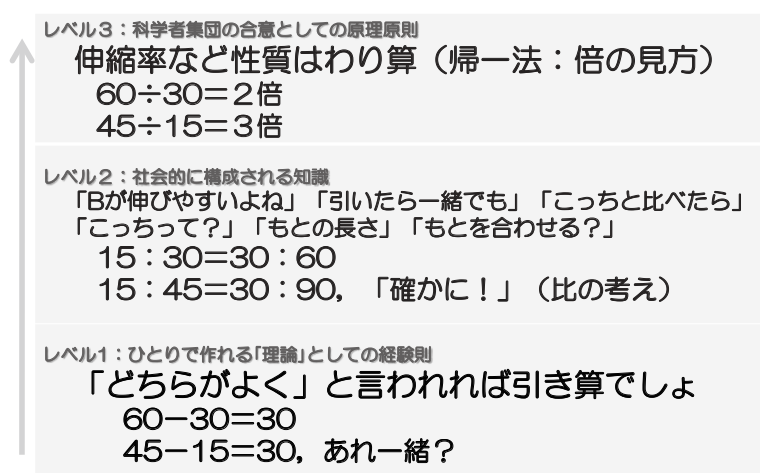 レベル３：科学者集団の合意としての原理原則
伸縮率など性質はわり算（帰一法：倍の見方）
60÷30＝２倍
45÷15＝３倍
レベル２：社会的に構成される知識
「Bが伸びやすいよね」「引いたら一緒でも」「こっちと比べたら」
「こっちって？」「もとの長さ」「もとを合わせる？」
15：30＝30：60
15：45＝30：90，「確かに！」（比の考え）
レベル1：ひとりで作れる｢理論｣としての経験則
「どちらがよく」と言われれば引き算でしょ
60－30＝30
45－15＝30，あれ一緒？